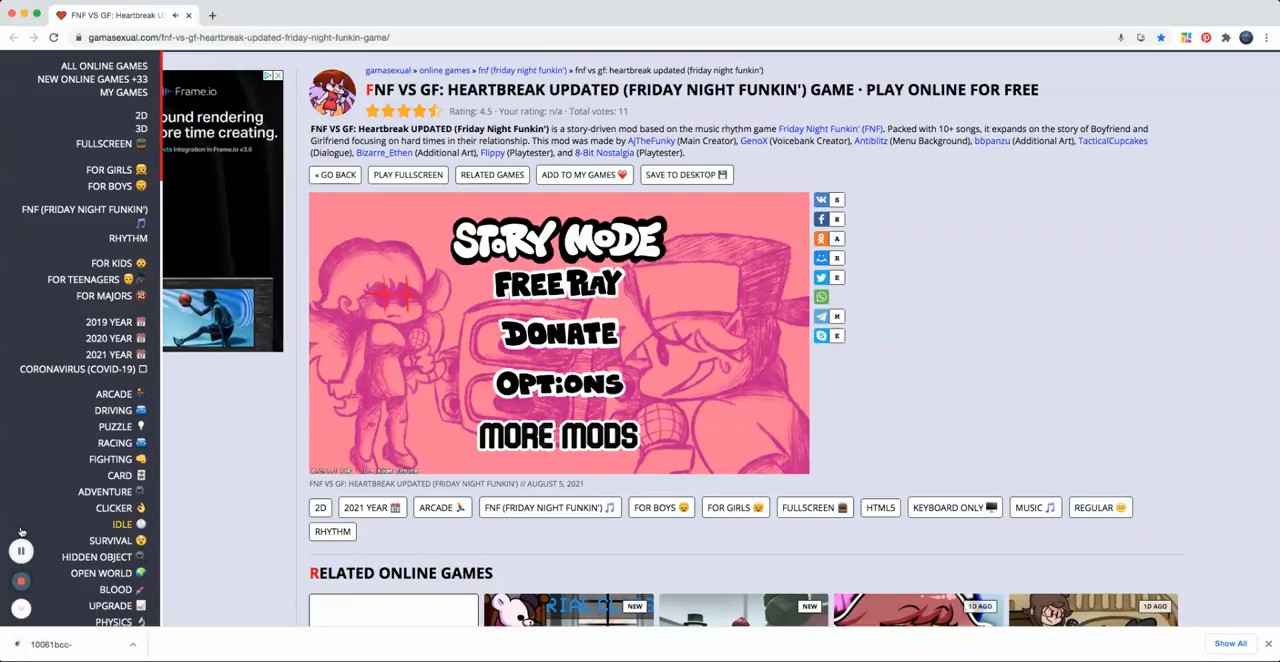 FNF VS GF: Heartbreak U
gamasexual.com/fnf-vs-gf-heartbreak-updated-friday-night-funkin-game/
ALL ONLINE GAMES
NEW ONLINE GAMES +33
MY GAMES
2D
3D
FULLSCREEN
FOR GIRLS
FOR BOYS
FNF (FRIDAY NIGHT FUNKIN')
RHYTHM
FOR KIDS
FOR TEENAGERS
FOR MAJORS
2019 YEAR
2020 YEAR
2021 YEAR
CORONAVIRUS (COVID-19)
ARCADE
DRIVING
PUZZLE
RACING
FIGHTING
CARD
ADVENTURE
CLICKER
IDLE
SURVIVAL
HIDDEN OBJECT
OPEN WORLD
BLOOD
UPGRADE
PHYSICS
Frame.io
ound rendering
ore time creating.
Integration in Frame.io v3.6
gamasexual » online games » fnf (friday night funkin') » fnf vs gf: heartbreak updated (friday night funkin')
FNF VS GF: HEARTBREAK UPDATED (FRIDAY NIGHT FUNKIN') GAME · PLAY ONLINE FOR FREE
Rating: 4.5 · Your rating: n/a · Total votes: 11
FNF VS GF: Heartbreak UPDATED (Friday Night Funkin') is a story-driven mod based on the music rhythm game Friday Night Funkin' (FNF). Packed with 10+ songs, it expands on the story of Boyfriend and
Girlfriend focusing on hard times in their relationship. This mod was made by AjTheFunky (Main Creator), GenoX (Voicebank Creator), Antiblitz (Menu Background), bbpanzu (Additional Art), TacticalCupcakes
(Dialogue), Bizarre_Ethen (Additional Art), Flippy (Playtester), and 8-Bit Nostalgia (Playtester).
« GO BACK
PLAY FULLSCREEN
RELATED GAMES
ADD TO MY GAMES
SAVE TO DESKTOP
STORY MODE
FREEPLAY
DONATE
OPTIONS
MORE MODS
S
B
A
R
E
M
E
FNF VS GF: HEARTBREAK UPDATED (FRIDAY NIGHT FUNKIN') // AUGUST 5, 2021
2D
2021 YEAR
ARCADE
FNF (FRIDAY NIGHT FUNKIN')
FOR BOYS
FOR GIRLS
FULLSCREEN
HTML5
KEYBOARD ONLY
MUSIC
REGULAR
RHYTHM
RELATED ONLINE GAMES
NEW
NEW
1D AGO
1D AGO
10061bcc-
Show All